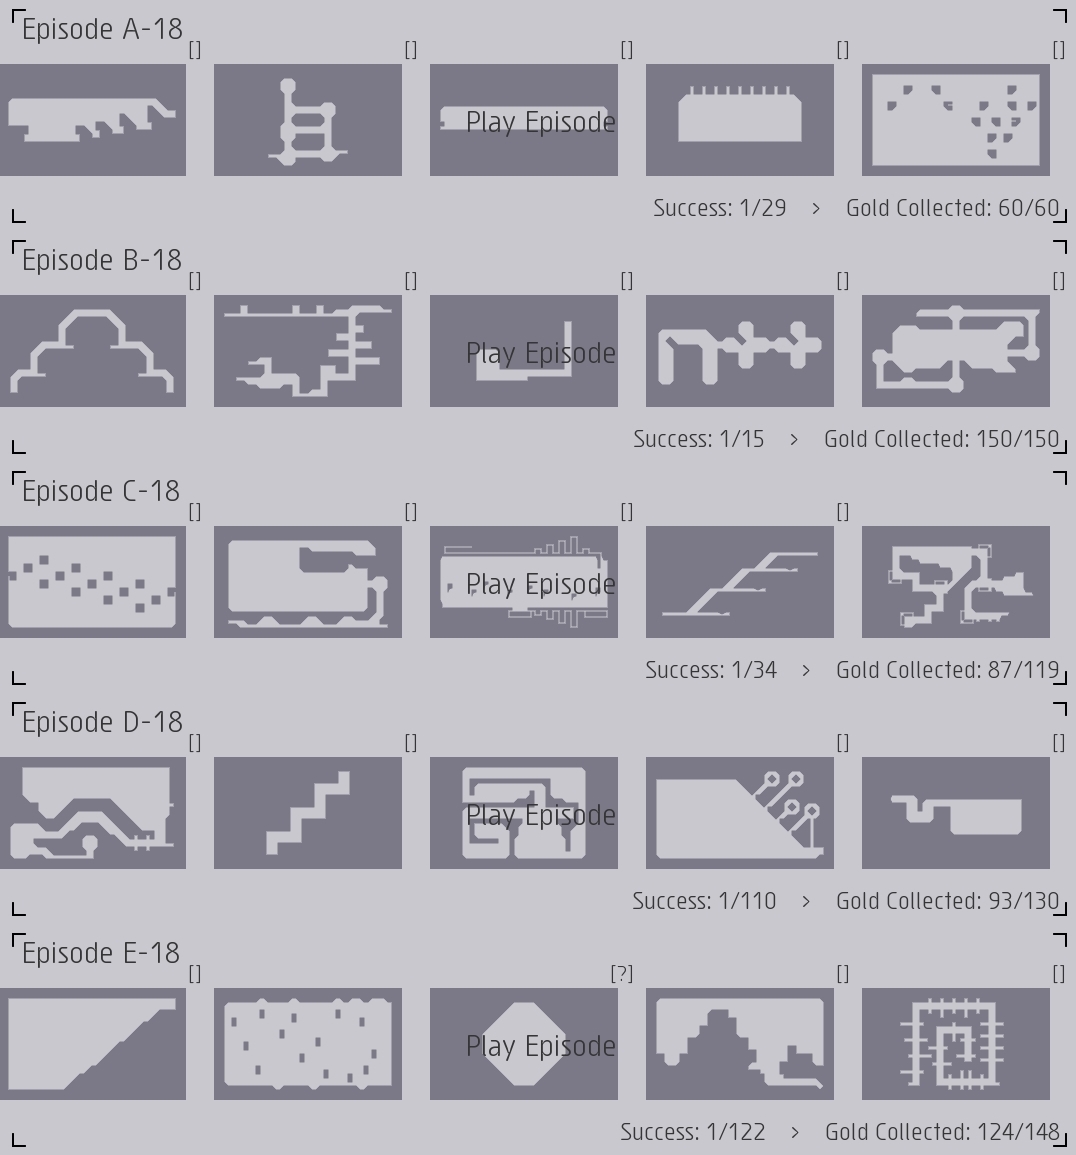 Episode A-18
[] [] [] [] []
Play Episode
Success: 1/29 > Gold Collected: 60/60
Episode B-18
[] [] [] [] []
Play Episode
Success: 1/15 > Gold Collected: 150/150
Episode C-18
[] [] [] []
Play Episode
Success: 1/34 > Gold Collected: 87/119
Episode D-18
[] [] [] []
Play Episode
Success: 1/110 > Gold Collected: 93/130
Episode E-18
[] [?] [] []
Play Episode
Success: 1/122 > Gold Collected: 124/148